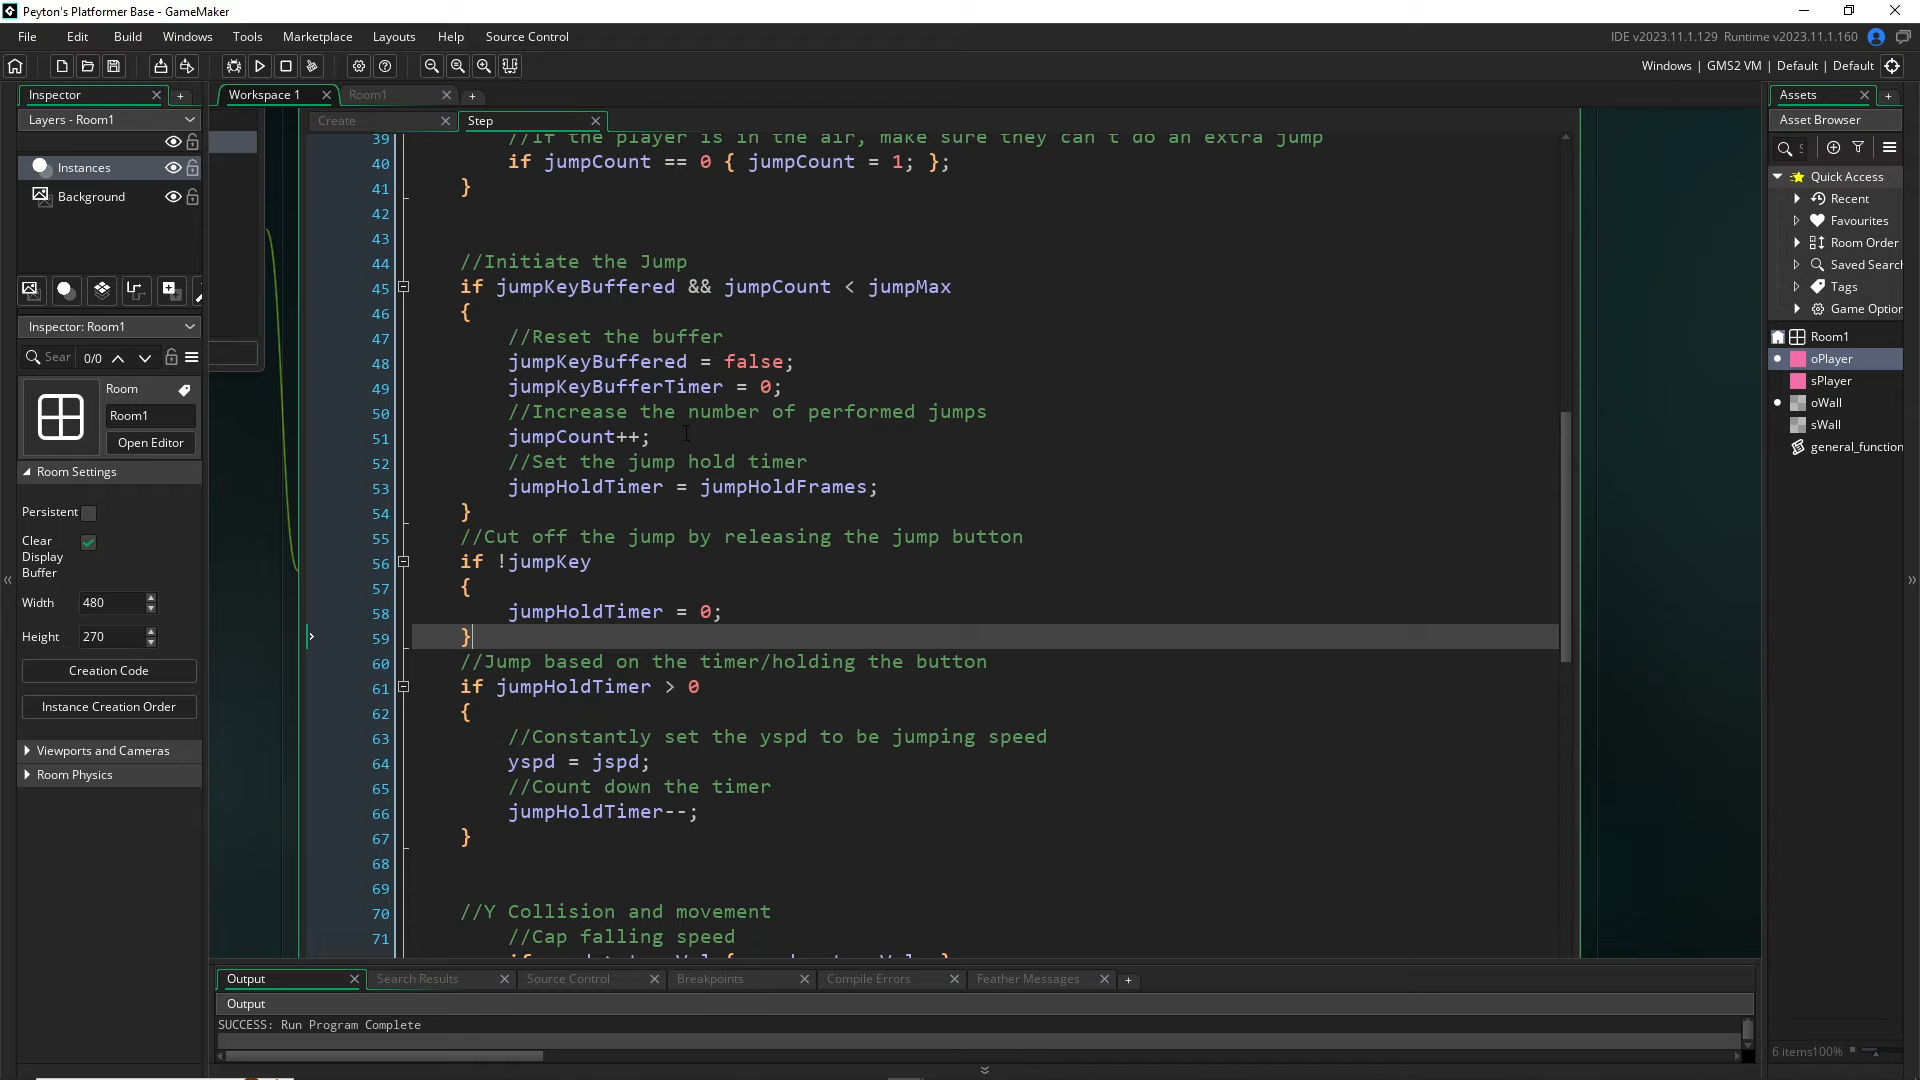 Peyton's Platformer Base - GameMaker
File Edit Build Windows Tools Marketplace Layouts Help Source Control
IDE v2023.11.1.129 Runtime v2023.11.1.160
Windows | GMS2 VM | Default | Default
Inspector
Layers - Room1
Instances
Background
Inspector: Room1
Sear 0/0
Room
Room1
Open Editor
Room Settings
Persistent
Clear
Display
Buffer
Width 480
Height 270
Creation Code
Instance Creation Order
Viewports and Cameras
Room Physics
Workspace 1 Room1
Create Step
39 //If the player is in the air, make sure they can't do an extra jump
40 if jumpCount == 0 { jumpCount = 1; };
41 }
42
43
44 //Initiate the Jump
45 if jumpKeyBuffered && jumpCount < jumpMax
46 {
47 //Reset the buffer
48 jumpKeyBuffered = false;
49 jumpKeyBufferTimer = 0;
50 //Increase the number of performed jumps
51 jumpCount++;
52 //Set the jump hold timer
53 jumpHoldTimer = jumpHoldFrames;
54 }
55 //Cut off the jump by releasing the jump button
56 if !jumpKey
57 {
58 jumpHoldTimer = 0;
59 }
60 //Jump based on the timer/holding the button
61 if jumpHoldTimer > 0
62 {
63 //Constantly set the yspd to be jumping speed
64 yspd = jspd;
65 //Count down the timer
66 jumpHoldTimer--;
67 }
68
69
70 //Y Collision and movement
71 //Cap falling speed
Output Search Results Source Control Breakpoints Compile Errors Feather Messages
Output
SUCCESS: Run Program Complete
Assets
Asset Browser
S
Quick Access
Recent
Favourites
Room Order
Saved Searc
Tags
Game Option
Room1
oPlayer
sPlayer
oWall
sWall
general_function
6 items 100%